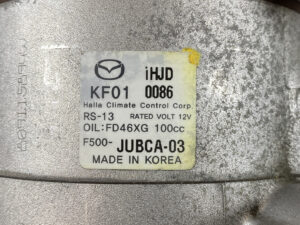 iHJD
KF01 0086
Halla Climate Control Corp.
RS-13 RATED VOLT 12V
OIL:FD46XG 100cc
F500- JUBCA-03
MADE IN KOREA